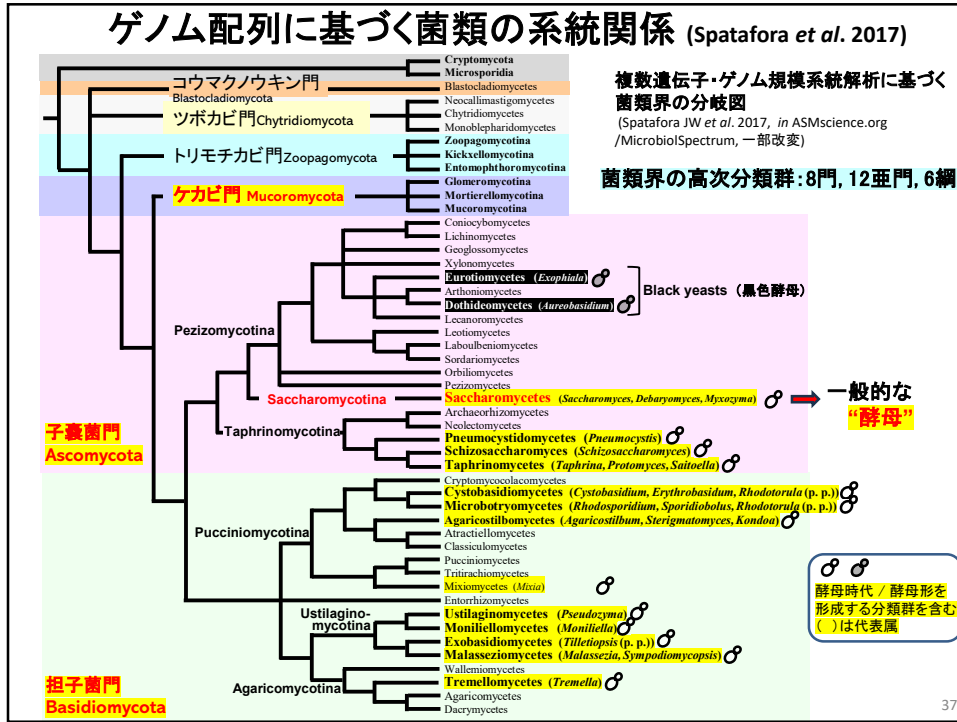 ゲノム配列に基づく菌類の系統関係 (Spatafora et al. 2017)
Cryptomycota
Microsporidia
コウマクノウキン門
Blastocladiomycota
Blastocladiomycetes
ツボカビ門Chytridiomycota
Neocallimastigomycetes
Chytridiomycetes
Monoblepharidomycetes
トリモチカビ門Zoopagomycota
Zoopagomycotina
Kickxellomycotina
Entomophthoromycotina
ケカビ門 Mucoromycota
Glomeromycotina
Mortierellomycotina
Mucoromycotina
複数遺伝子・ゲノム規模系統解析に基づく
菌類界の分岐図
(Spatafora JW et al. 2017, in ASMscience.org
/MicrobiolSpectrum, 一部改変)
菌類界の高次分類群:8門, 12亜門, 6綱
Coniocybomycetes
Lichinomycetes
Geoglossomycetes
Xylonomycetes
Eurotiomycetes (Exophiala)
Arthoniomycetes
Dothideomycetes (Aureobasidium)
Lecanoromycetes
Black yeasts (黒色酵母)
Pezizomycotina
Leotiomycetes
Laboulbeniomycetes
Sordariomycetes
Orbiliomycetes
Pezizomycetes
Saccharomycotina
Saccharomycetes (Saccharomyces, Debaryomyces, Myxozyma)
一般的な
“酵母”
Taphrinomycotina
Archaeorhizomycetes
Neolectomycetes
Pneumocystidomycetes (Pneumocystis)
Schizosaccharomyces (Schizosaccharomyces)
Taphrinomycetes (Taphrina, Protomyces, Saitoella)
子嚢菌門
Ascomycota
Cryptomycocolacomycetes
Cystobasidiomycetes (Cystobasidium, Erythrobasidum, Rhodotorula (p. p.))
Microbotryomycetes (Rhodosporidium, Sporidiobolus, Rhodotorula (p. p.))
Agaricostilbomycetes (Agaricostilbum, Sterigmatomyces, Kondoa)
Pucciniomycotina
Atractiellomycetes
Classiculomycetes
Pucciniomycetes
Tritirachiomycetes
Mixiomycetes (Mixia)
Entorrhizomycetes
Ustilagino-
mycotina
Ustilaginomycetes (Pseudozyma)
Moniliellomycetes (Moniliella)
Exobasidiomycetes (Tilletiopsis (p. p.))
Malasseziomycetes (Malassezia, Sympodiomycopsis)
Wallemiomycetes
Agaricomycotina
Tremellomycetes (Tremella)
Agaricomycetes
Dacrymycetes
担子菌門
Basidiomycota
酵母時代 / 酵母形を
形成する分類群を含む
( )は代表属
37